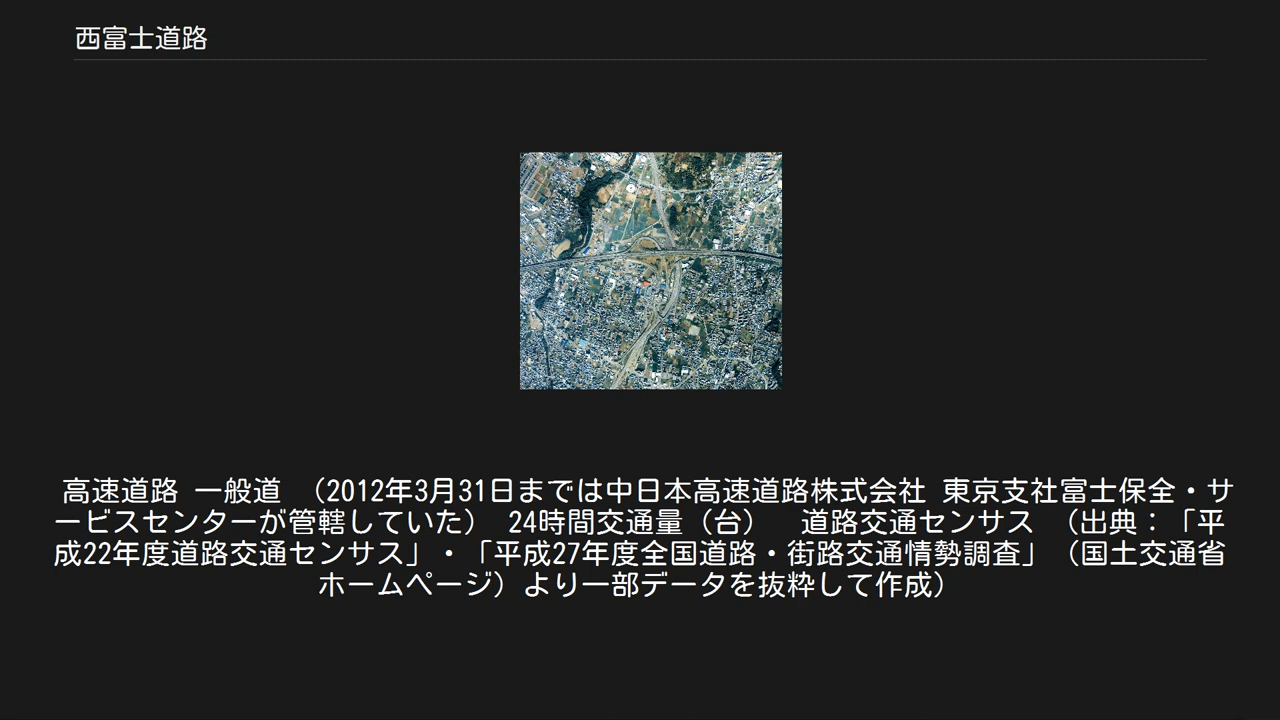 西富士道路
高速道路 一般道 （2012年3月31日までは中日本高速道路株式会社 東京支社富士保全・サ
ービスセンターが管轄していた） 24時間交通量（台）　道路交通センサス （出典：「平
成22年度道路交通センサス」・「平成27年度全国道路・街路交通情勢調査」（国土交通省
ホームページ）より一部データを抜粋して作成）